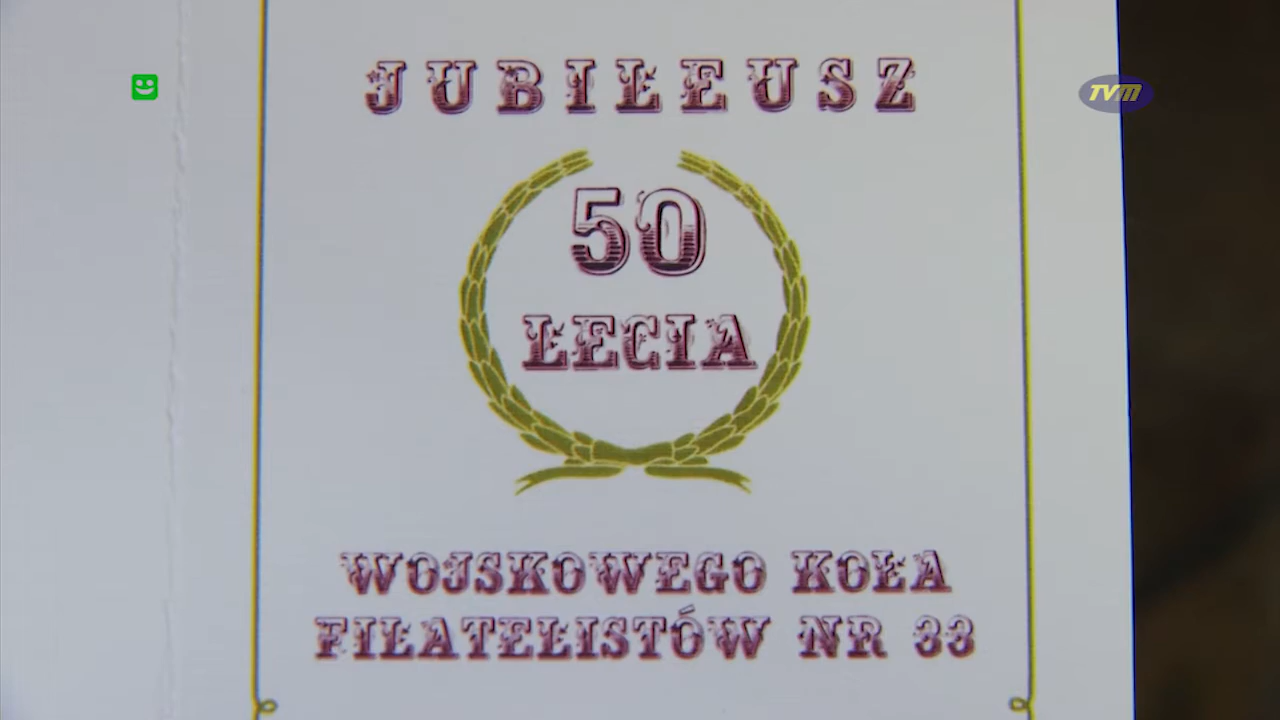 JUBILEUSZ
TVM
50
LECIA
WOJSKOWEGO KOŁA
FILATELISTÓW NR 33